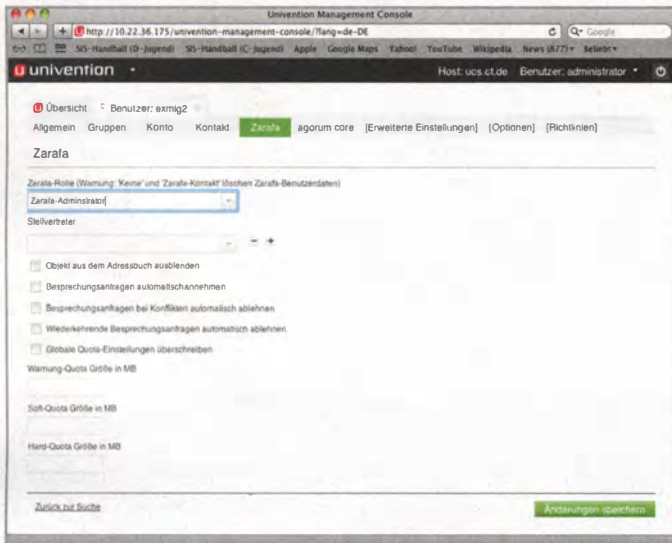 Univention Management Console
http://10.22.36.175/univention-management-console/?lang=de-DE
Google
SIS-Handball (D-Jugend) SIS-Handball (C-Jugend) Apple Google Maps Yahoo! YouTube Wikipedia News (877) Beliebt
univention
Host: ucs.ct.de Benutzer: administrator
Übersicht Benutzer: exmig2
Allgemein Gruppen Konto Kontakt Zarafa agorum core [Erweiterte Einstellungen] [Optionen] [Richtlinien]
Zarafa
Zarafa-Rolle (Warnung: 'Keine' und 'Zarafa-Kontakt' löschen Zarafa-Benutzerdaten)
Zarafa-Adminstrator
Stellvertreter
- +
Objekt aus dem Adressbuch ausblenden
Besprechungsanfragen automatischannehmen
Besprechungsanfragen bei Konflikten automatisch ablehnen
Wiederkehrende Besprechungsanfragen automatisch ablehnen
Globale Quota-Einstellungen überschreiben
Warnung-Quota Größe in MB
Soft-Quota Größe in MB
Hard-Quota Größe in MB
Zurück zur Suche
Änderungen speichern